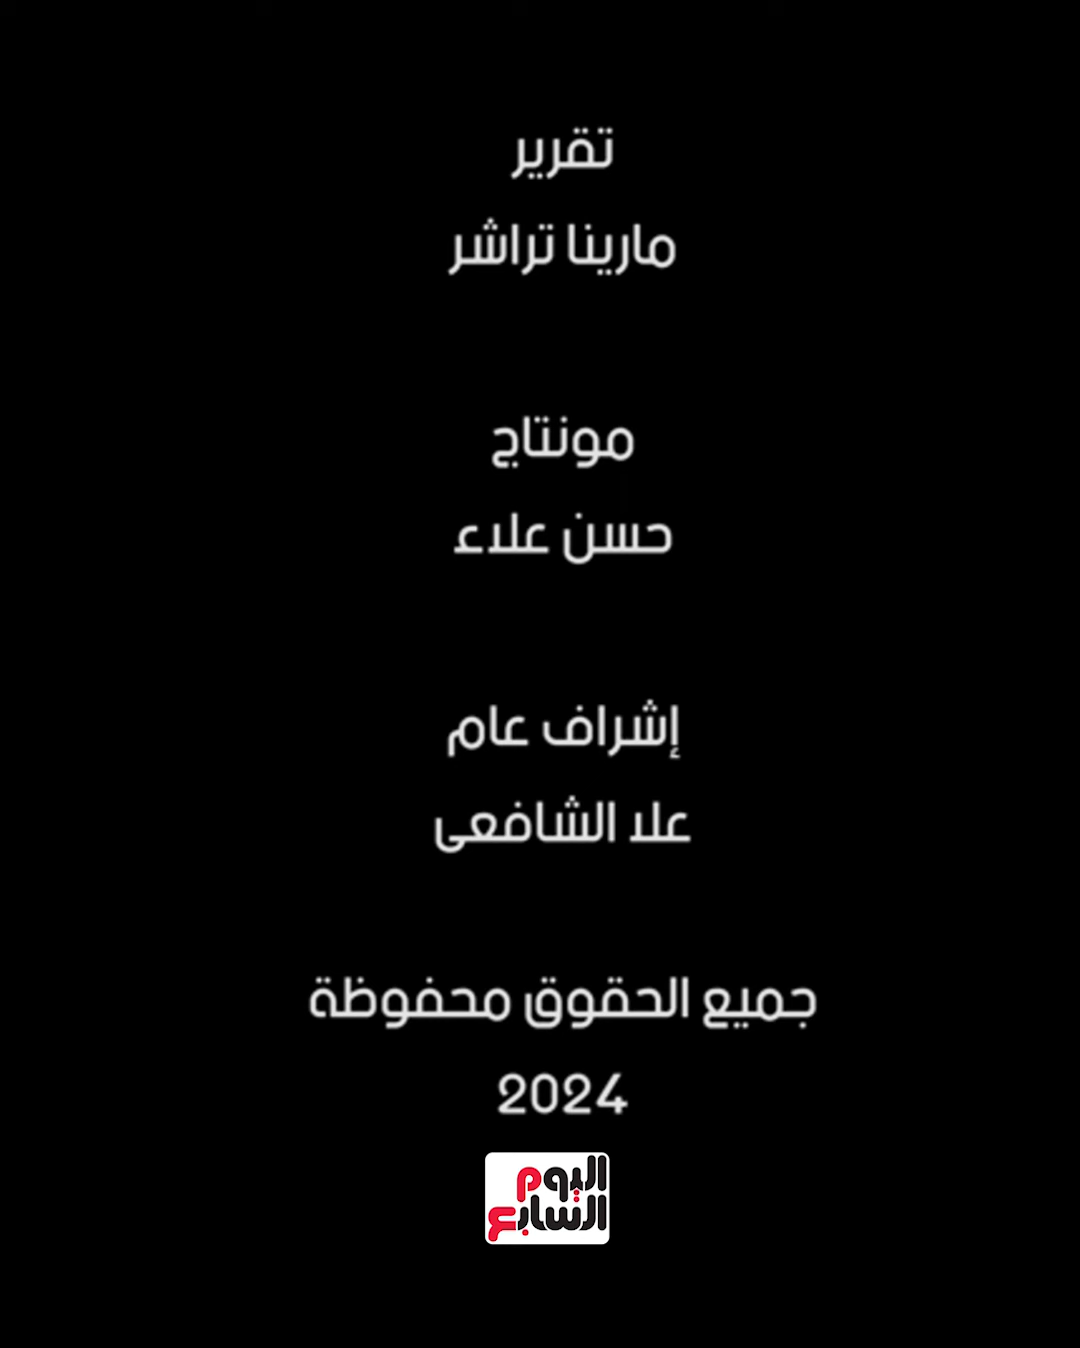 تقرير
مارينا تراشر
مونتاج
حسن علاء
إشراف عام
علا الشافعى
جميع الحقوق محفوظة
2024
اليوم
السابع